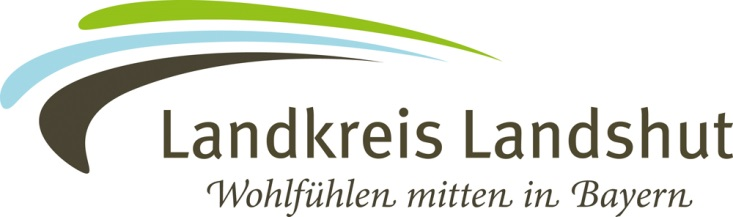 Landkreis Landshut
Wohlfühlen mitten in Bayern